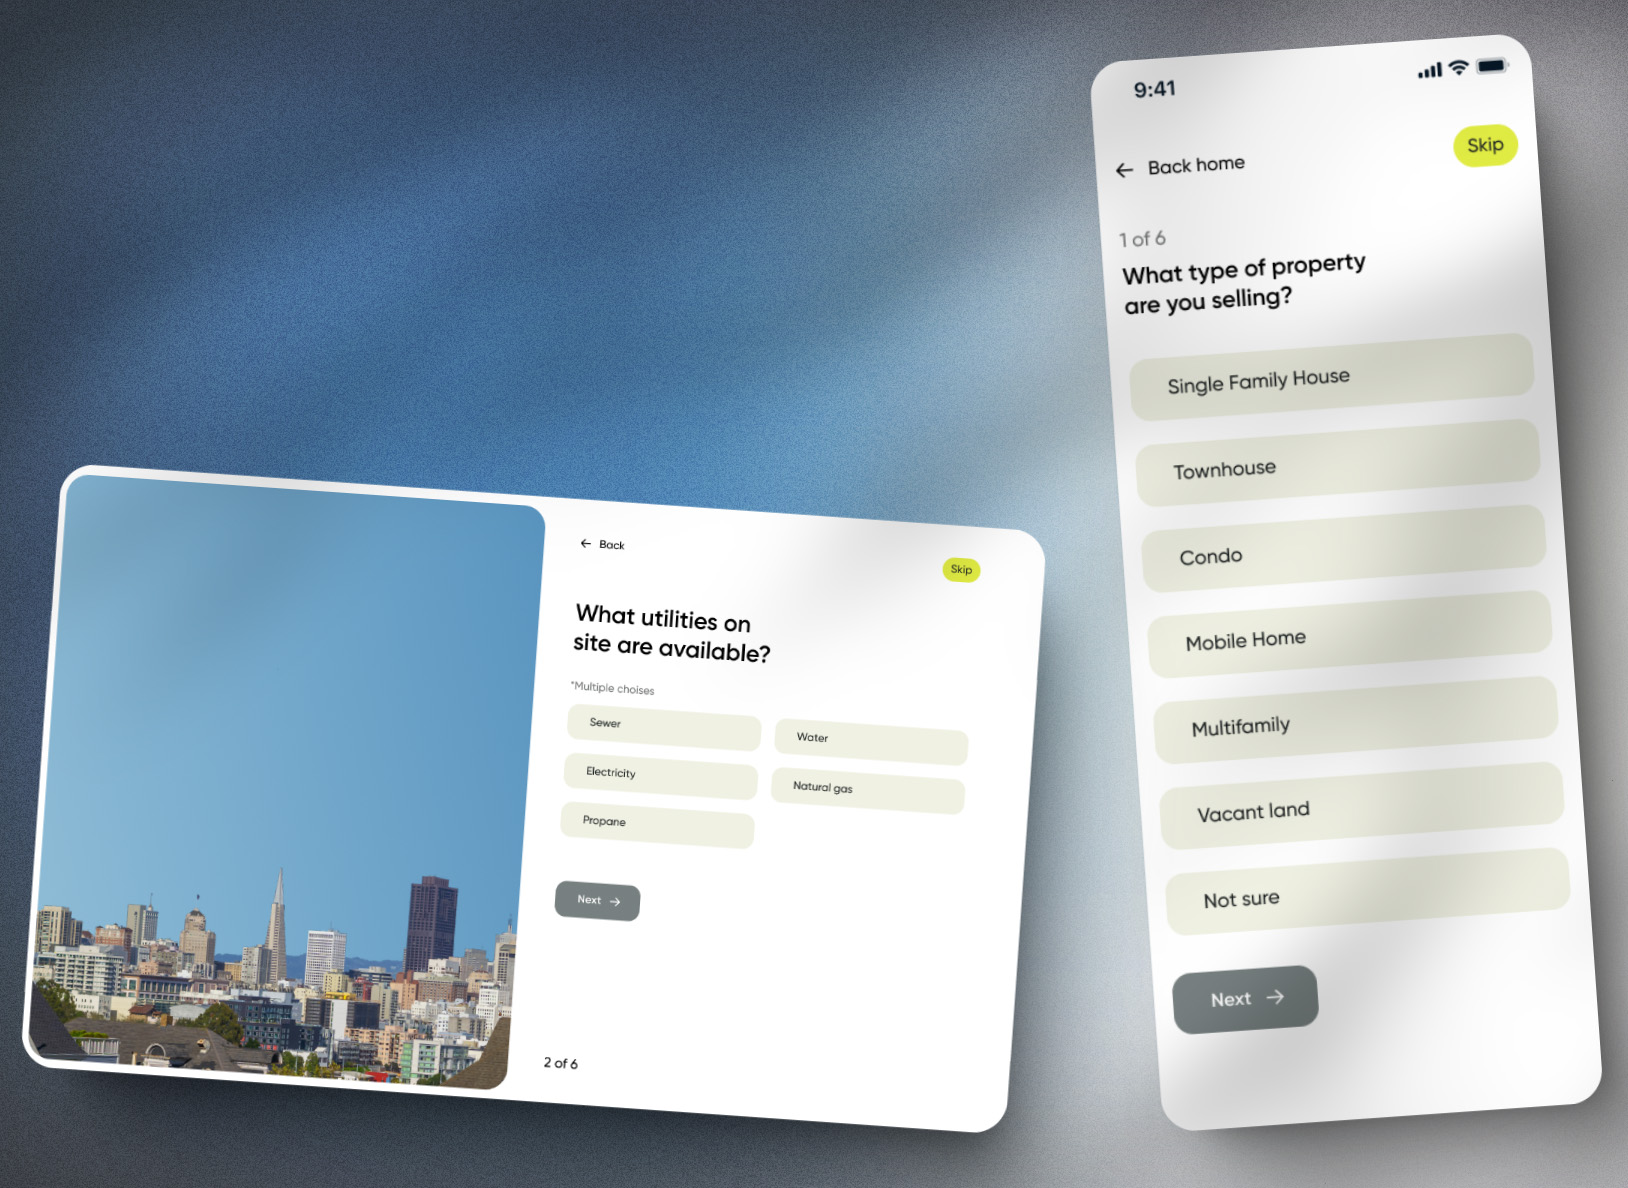 Back
Skip
What utilities on
site are available?
*Multiple choises
Sewer
Water
Electricity
Natural gas
Propane
Next
2 of 6
9:41
Back home
Skip
1 of 6
What type of property
are you selling?
Single Family House
Townhouse
Condo
Mobile Home
Multifamily
Vacant land
Not sure
Next